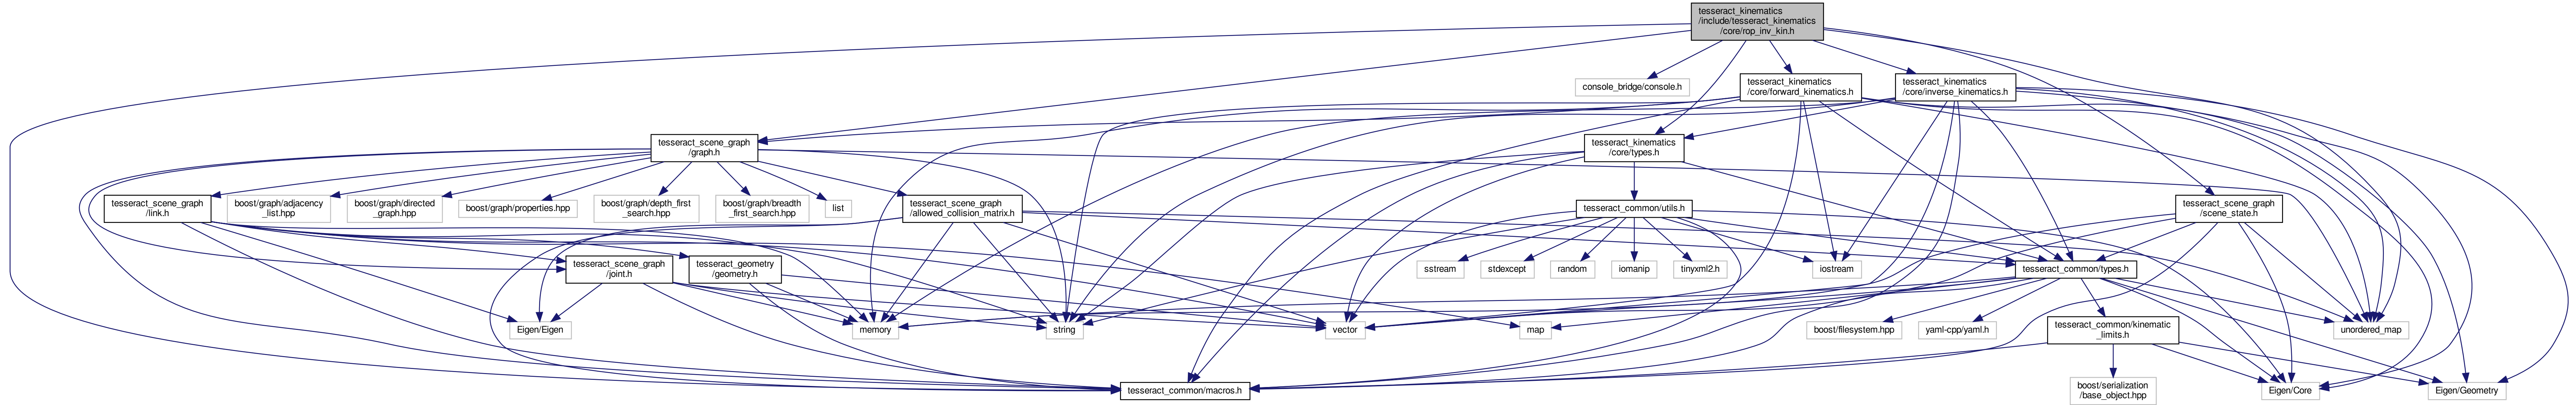 tesseract_kinematics
/include/tesseract_kinematics
/core/rop_inv_kin.h
console_bridge/console.h
tesseract_kinematics
/core/forward_kinematics.h
tesseract_kinematics
/core/inverse_kinematics.h
tesseract_scene_graph
/graph.h
tesseract_kinematics
/core/types.h
tesseract_scene_graph
/link.h
boost/graph/adjacency
_list.hpp
boost/graph/directed
_graph.hpp
boost/graph/properties.hpp
boost/graph/depth_first
_search.hpp
boost/graph/breadth
_first_search.hpp
list
tesseract_scene_graph
/allowed_collision_matrix.h
tesseract_common/utils.h
tesseract_scene_graph
/scene_state.h
tesseract_scene_graph
/joint.h
tesseract_geometry
/geometry.h
sstream
stdexcept
random
iomanip
tinyxml2.h
iostream
tesseract_common/types.h
Eigen/Eigen
memory
string
vector
map
boost/filesystem.hpp
yaml-cpp/yaml.h
tesseract_common/kinematic
_limits.h
unordered_map
tesseract_common/macros.h
boost/serialization
/base_object.hpp
Eigen/Core
Eigen/Geometry